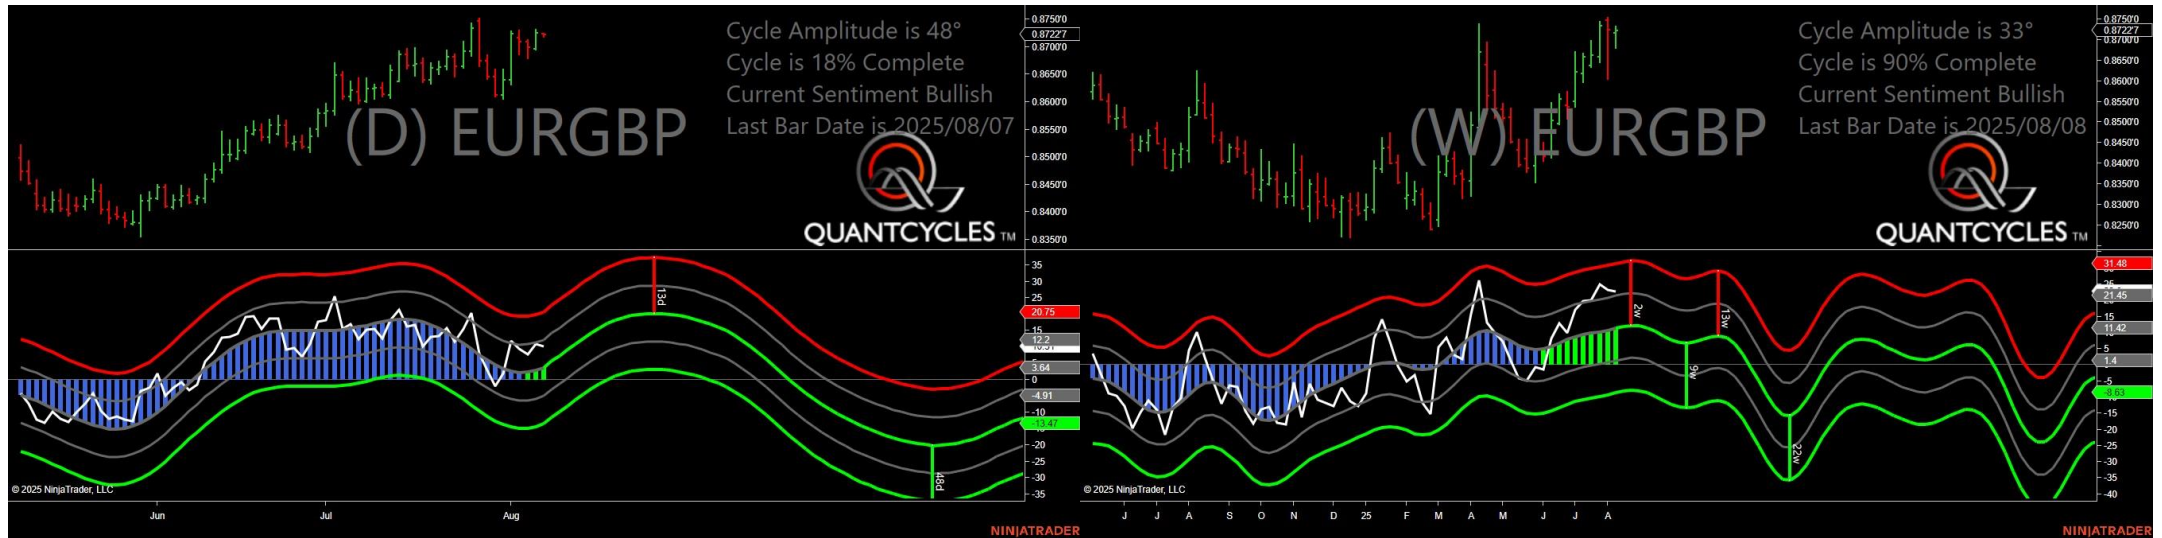 Cycle Amplitude is 48°
Cycle is 18% Complete
Current Sentiment Bullish
Last Bar Date is 2025/08/07
(D) EURGBP
QUANTCYCLES TM
0.8750'0
0.8722'7
0.8700'0
0.8650'0
0.8600'0
0.8550'0
0.8500'0
0.8450'0
0.8400'0
0.8350'0
35
30
25
20.75
15
12.2
5
3.64
0
-4.91
-10
-13.47
-20
-25
-30
-35
13d
48d
© 2025 NinjaTrader, LLC
Jun Jul Aug
NINJATRADER
Cycle Amplitude is 33°
Cycle is 90% Complete
Current Sentiment Bullish
Last Bar Date is 2025/08/08
(W) EURGBP
QUANTCYCLES TM
0.8750'0
0.8722'7
0.8700'0
0.8650'0
0.8600'0
0.8550'0
0.8500'0
0.8450'0
0.8400'0
0.8350'0
0.8300'0
0.8250'0
31.48
21.45
15
11.42
5
1.4
-5
-8.63
-15
-20
-25
-30
-35
-40
2w
13w
9w
22w
© 2025 NinjaTrader, LLC
J J A S O N D 25 F M A M J J A
NINJATRADER